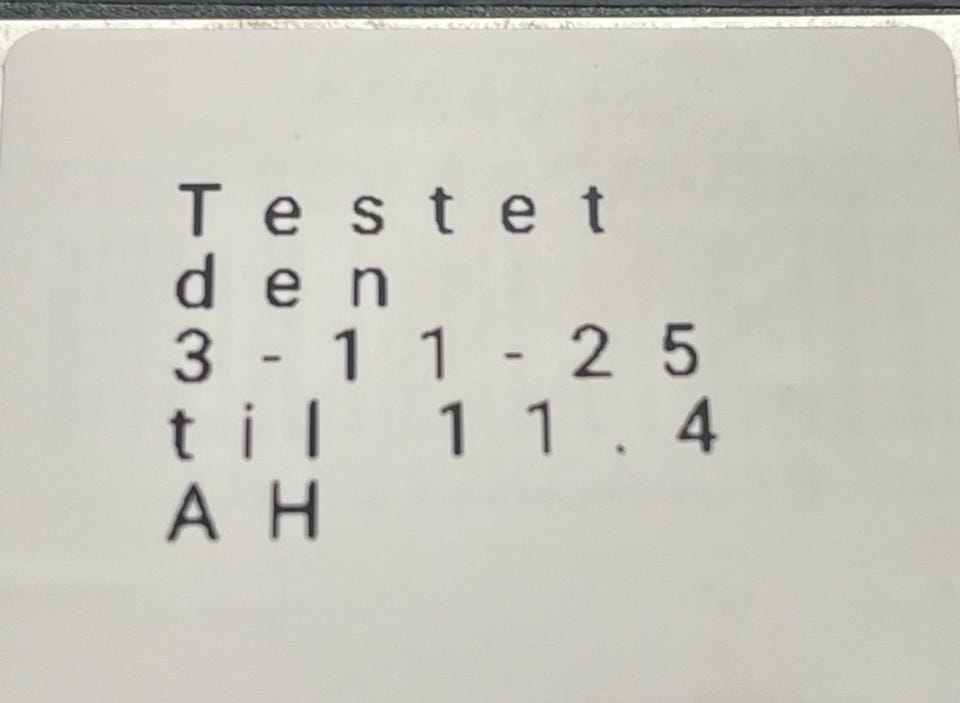 Testet
den
3-11-25
til 11.4
AH